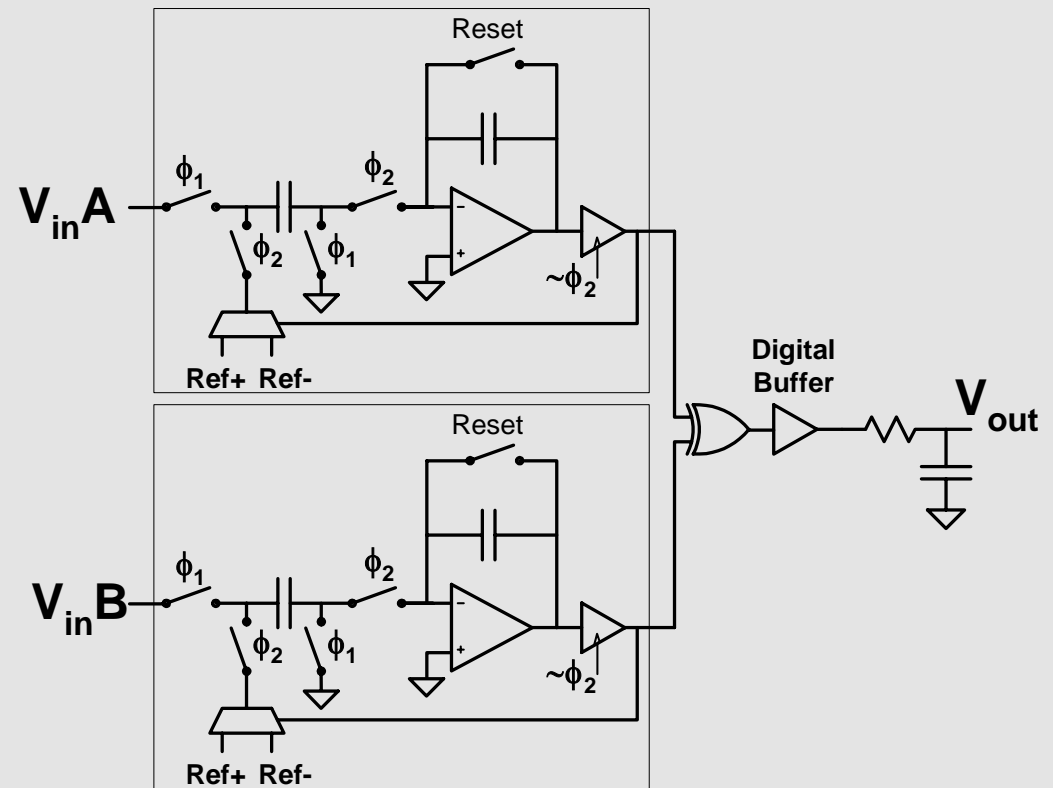 Reset
ϕ1
ϕ2
VinA
ϕ2
ϕ1
~ϕ2
Ref+ Ref-
Digital
Buffer
Vout
Reset
ϕ1
ϕ2
VinB
ϕ2
ϕ1
~ϕ2
Ref+ Ref-